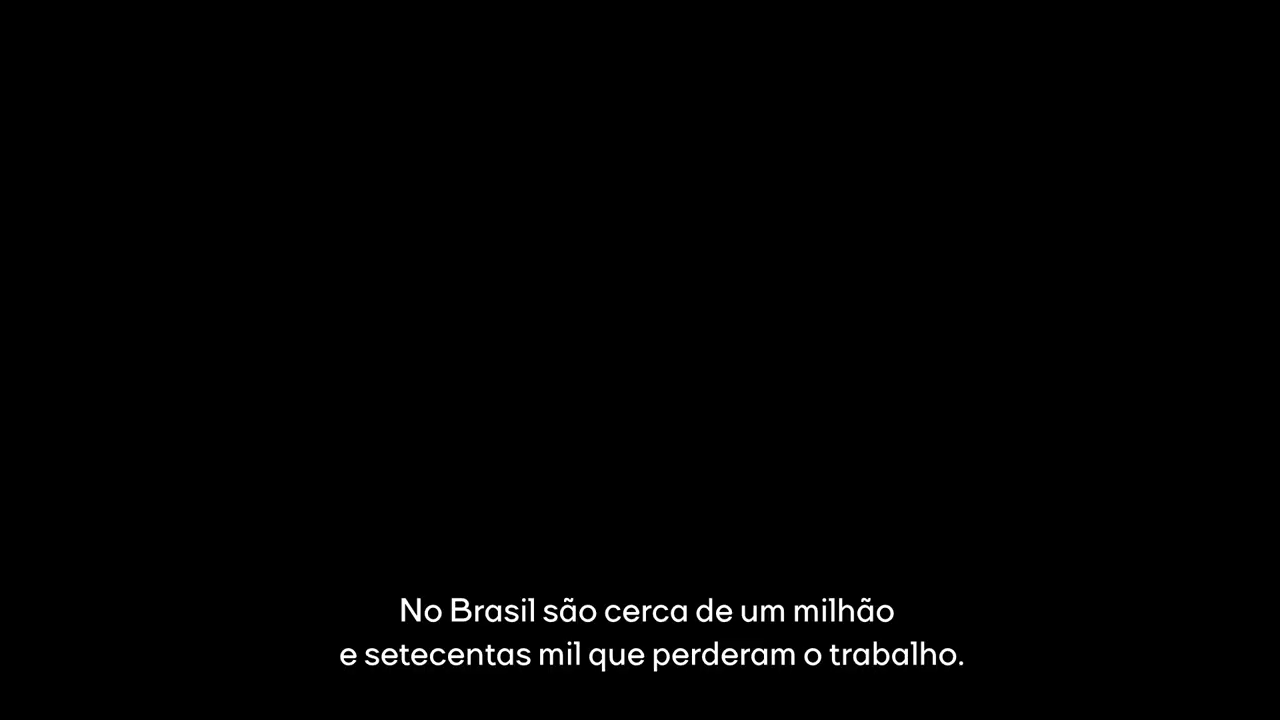 No Brasil são cerca de um milhão
e setecentas mil que perderam o trabalho.